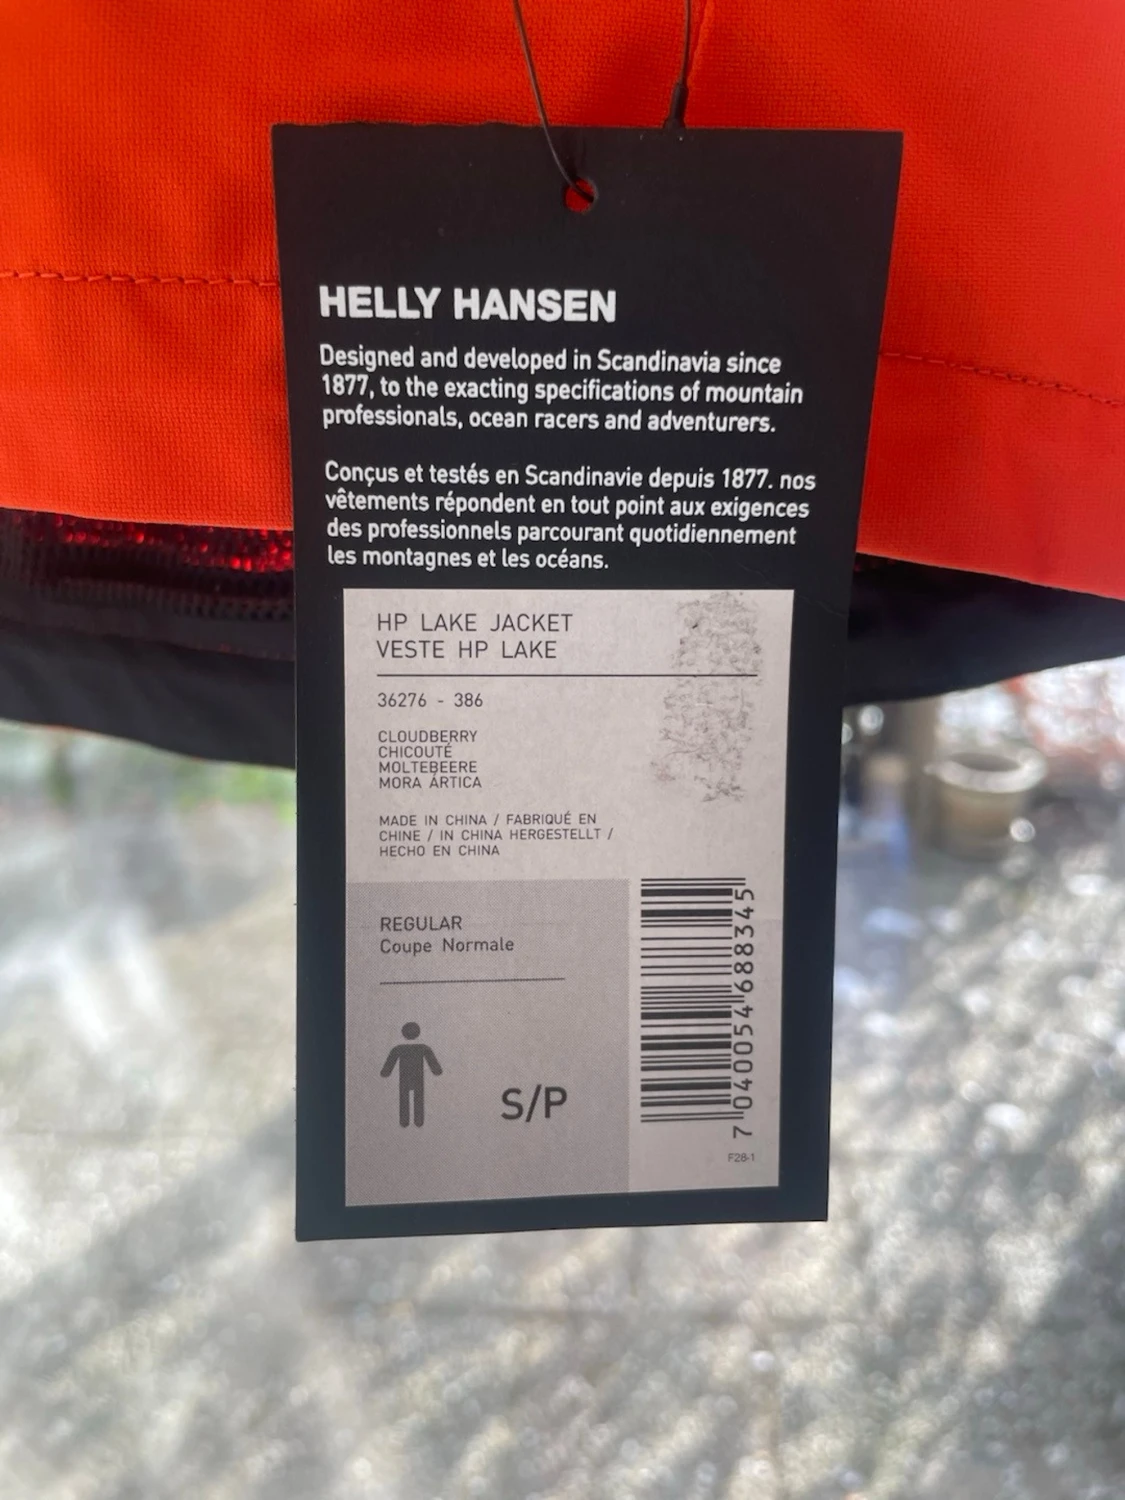 HELLY HANSEN
Designed and developed in Scandinavia since
1877, to the exacting specifications of mountain
professionals, ocean racers and adventurers.
Conçus et testés en Scandinavie depuis 1877. nos
vêtements répondent en tout point aux exigences
des professionnels parcourant quotidiennement
les montagnes et les océans.
HP LAKE JACKET
VESTE HP LAKE
36276 - 386
CLOUDBERRY
CHICOUTÉ
MOLTEBEERE
MORA ÁRTICA
MADE IN CHINA / FABRIQUÉ EN
CHINE / IN CHINA HERGESTELLT /
HECHO EN CHINA
REGULAR
Coupe Normale
S/P
7 040054 688345
F28-1